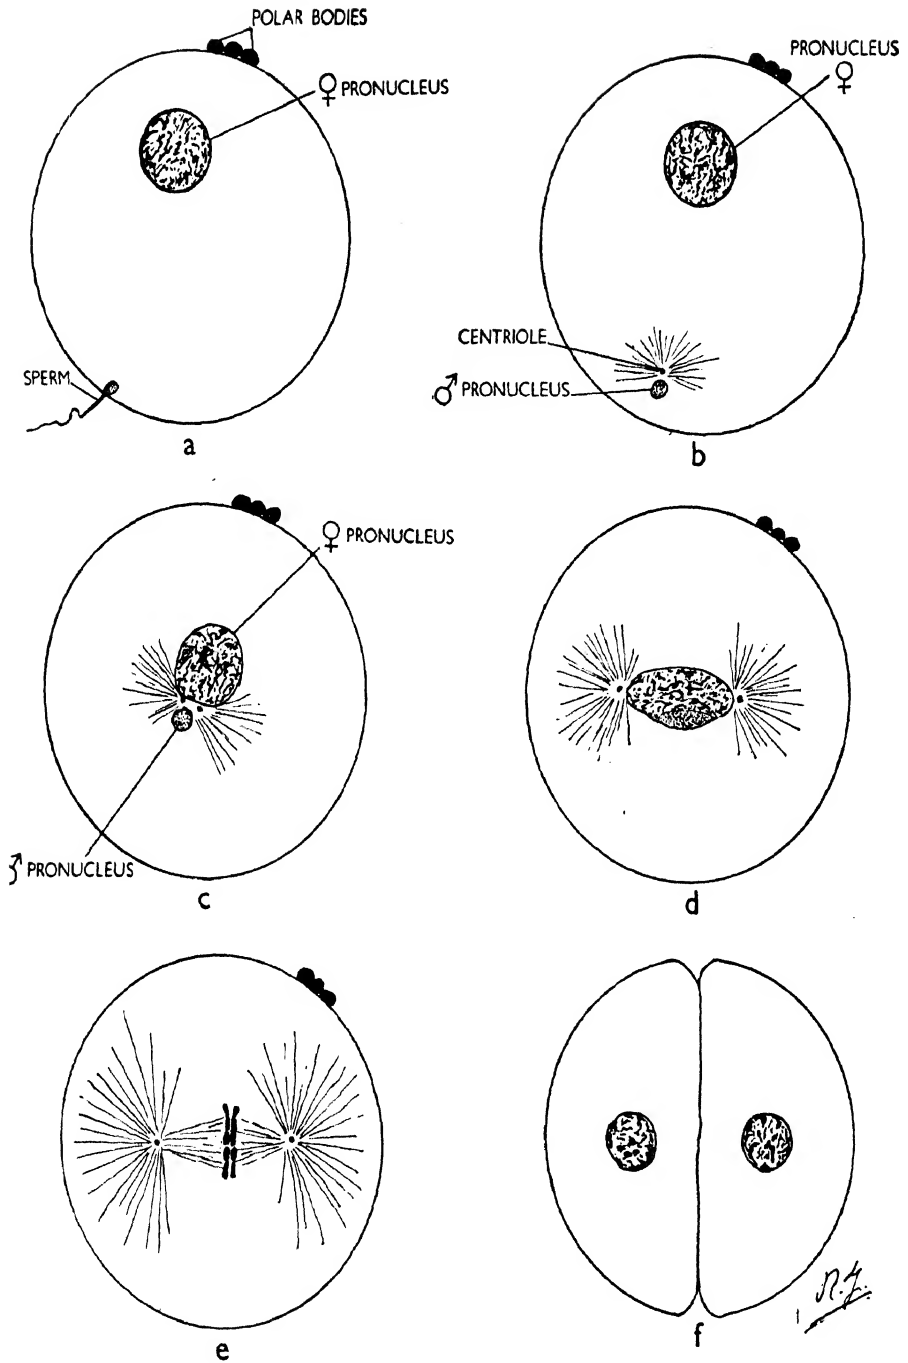 POLAR BODIES
♀ PRONUCLEUS
SPERM
a
PRONUCLEUS
♀
CENTRIOLE
♂ PRONUCLEUS
b
♀ PRONUCLEUS
♂ PRONUCLEUS
c
d
e
f